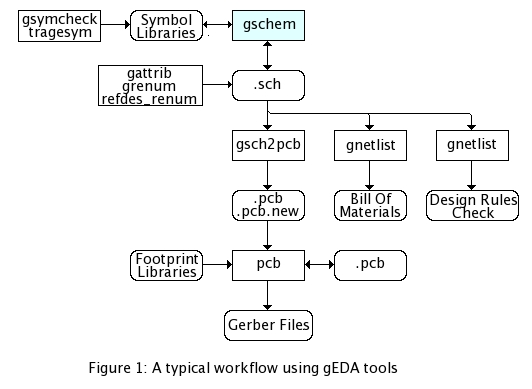 gsymcheck
tragesym
Symbol
Libraries
gschem
gattrib
grenum
refdes_renum
.sch
gsch2pcb
gnetlist
gnetlist
.pcb
.pcb.new
Bill Of
Materials
Design Rules
Check
Footprint
Libraries
pcb
.pcb
Gerber Files
Figure 1: A typical workflow using gEDA tools